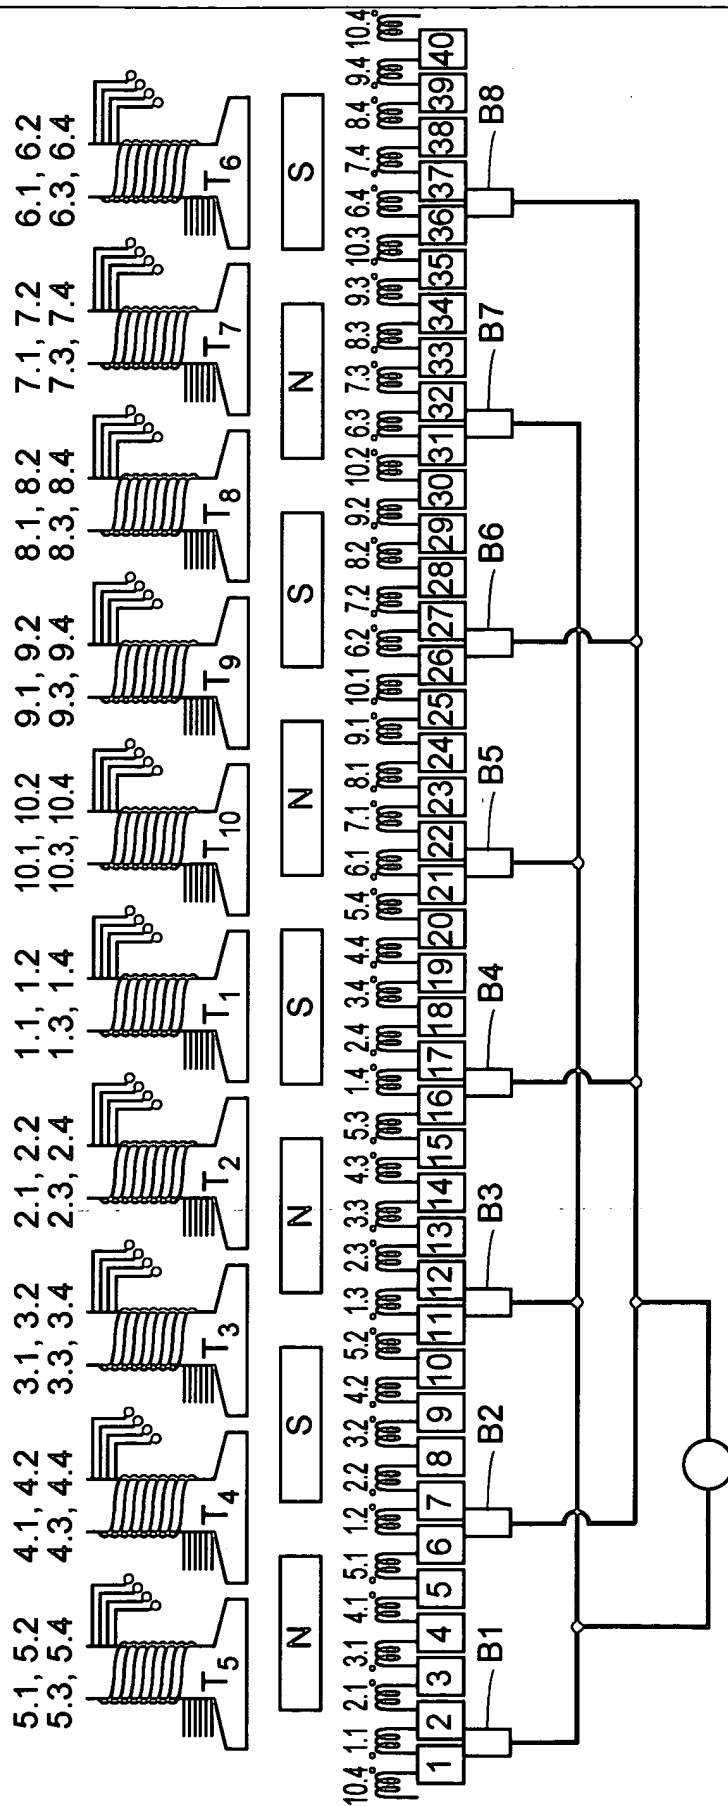 5.1, 5.2 4.1, 4.2 3.1, 3.2 2.1, 2.2 1.1, 1.2 10.1, 10.2 9.1, 9.2 8.1, 8.2 7.1, 7.2 6.1, 6.2
5.3, 5.4 4.3, 4.4 3.3, 3.4 2.3, 2.4 1.3, 1.4 10.3, 10.4 9.3, 9.4 8.3, 8.4 7.3, 7.4 6.3, 6.4
T5 T4 T3 T2 T1 T10 T9 T8 T7 T6
N S N S N S N S
10.4 1.1 2.1 3.1 4.1 5.1 1.2 2.2 3.2 4.2 5.2 1.3 2.3 3.3 4.3 5.3 1.4 2.4 3.4 4.4 5.4 6.1 7.1 8.1 9.1 10.1 6.2 7.2 8.2 9.2 10.2 6.3 7.3 8.3 9.3 10.3 6.4 7.4 8.4 9.4 10.4
1 2 3 4 5 6 7 8 9 10 11 12 13 14 15 16 17 18 19 20 21 22 23 24 25 26 27 28 29 30 31 32 33 34 35 36 37 38 39 40
B1 B2 B3 B4 B5 B6 B7 B8